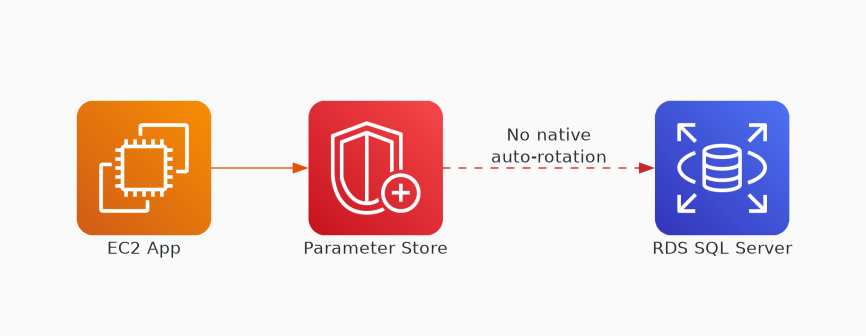 No native
auto-rotation
EC2 App
Parameter Store
RDS SQL Server